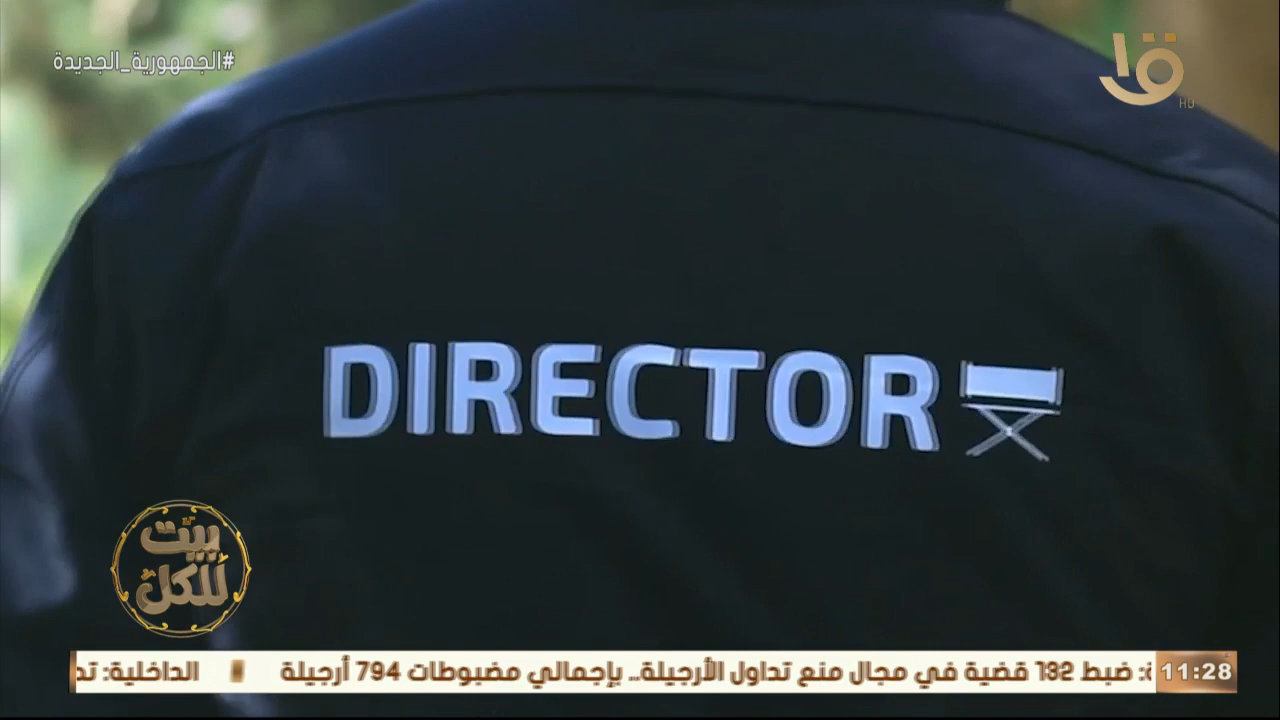 #الجمهورية_الجديدة
HD
DIRECTOR
بيت
للكل
: ضبط 132 قضية في مجال منع تداول الأرجيلة.. بإجمالي مضبوطات 794 أرجيلة الداخلية:
11:28